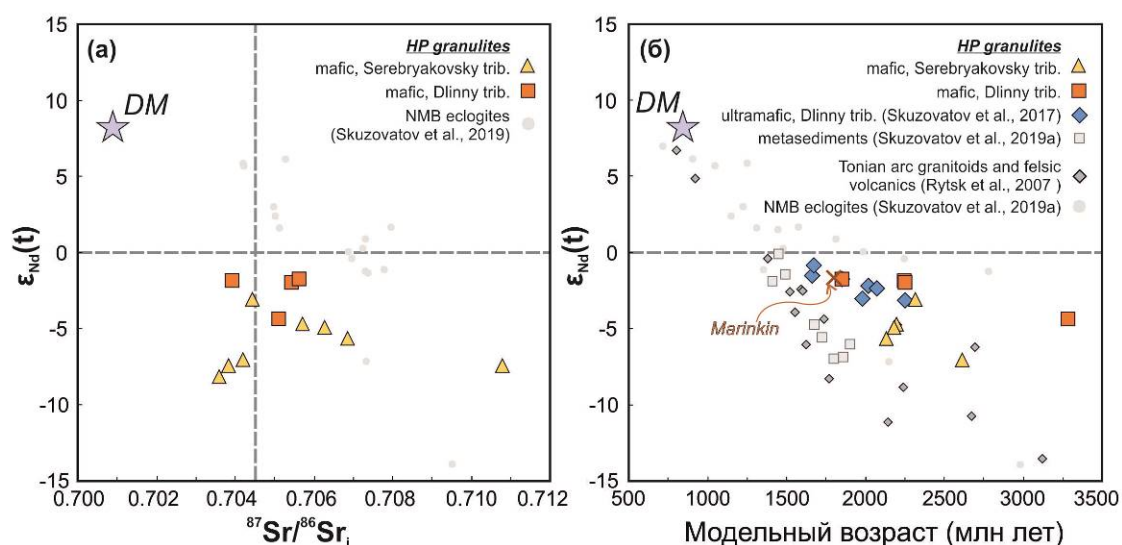 (а)
HP granulites
mafic, Serebryakovsky trib.
mafic, Dlinny trib.
NMB eclogites
(Skuzovatov et al., 2019)
DM
εNd(t)
15
10
5
0
-5
-10
-15
0.700
0.702
0.704
0.706
0.708
0.710
0.712
87Sr/86Sri
(б)
HP granulites
mafic, Serebryakovsky trib.
mafic, Dlinny trib.
ultramafic, Dlinny trib. (Skuzovatov et al., 2017)
metasediments (Skuzovatov et al., 2019a)
Tonian arc granitoids and felsic
volcanics (Rytsk et al., 2007 )
NMB eclogites (Skuzovatov et al., 2019a)
DM
Marinkin
εNd(t)
15
10
5
0
-5
-10
-15
500
1000
1500
2000
2500
3000
3500
Модельный возраст (млн лет)